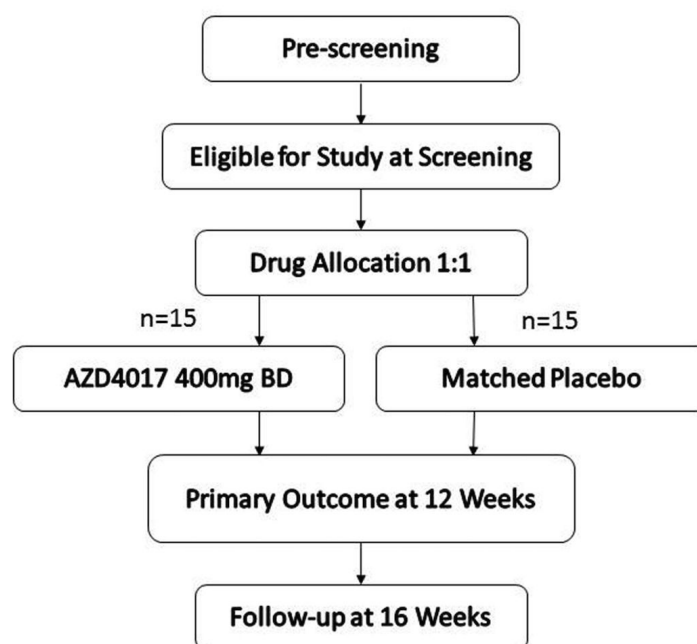 Pre-screening
Eligible for Study at Screening
Drug Allocation 1:1
n=15
n=15
AZD4017 400mg BD
Matched Placebo
Primary Outcome at 12 Weeks
Follow-up at 16 Weeks